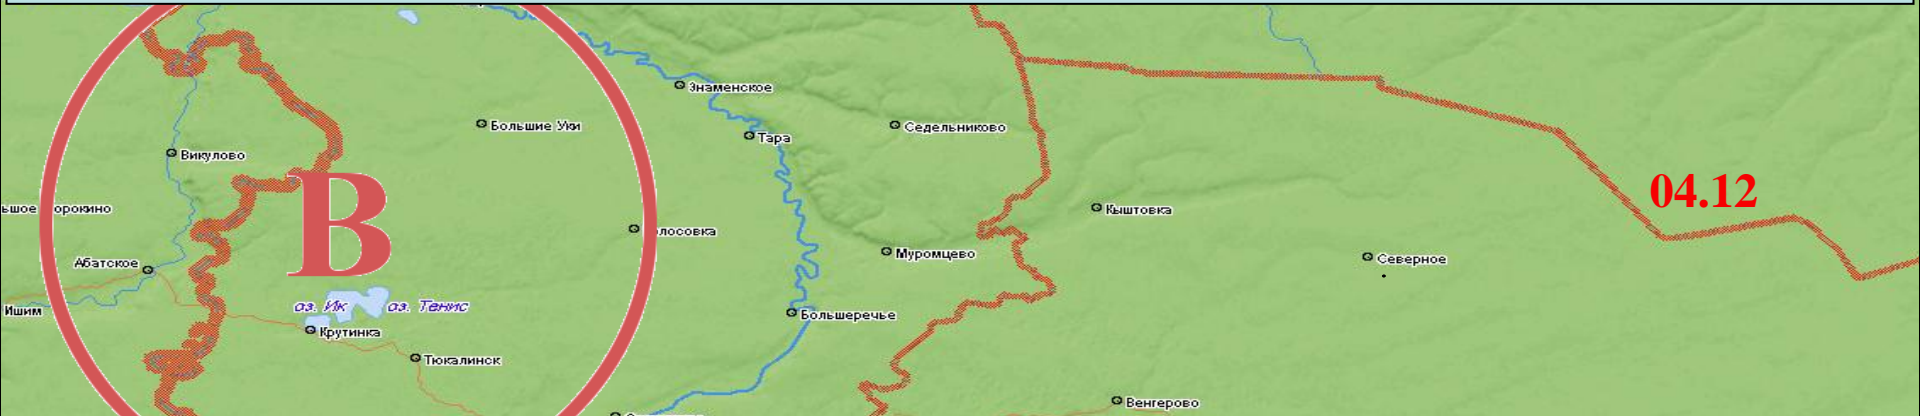 Знаменское
Большие Уки
Тара
Седельниково
Викулово
В
04.12
Кыштовка
лосовка
Муромцево
Абатское
Северное
оз. Ик
оз. Тенис
Ишим
Большеречье
Крутинка
Тюкалинск
Венгерово